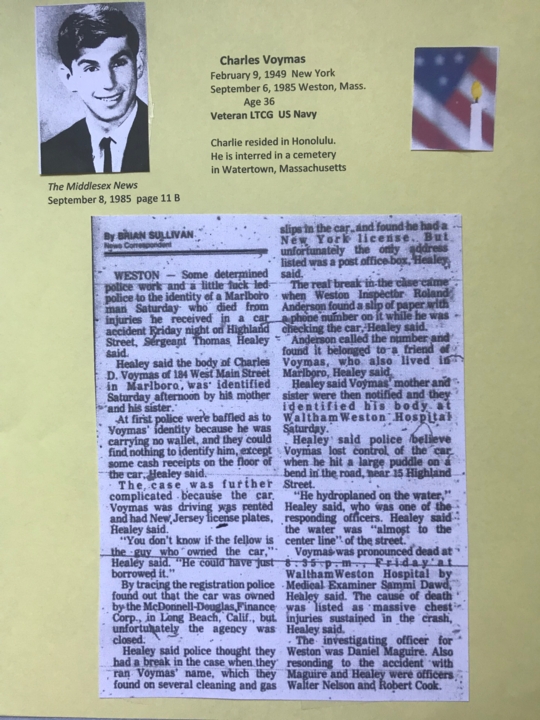 Charles Voymas
February 9, 1949 New York
September 6, 1985 Weston, Mass.
Age 36
Veteran LTCG US Navy
Charlie resided in Honolulu.
He is interred in a cemetery
in Watertown, Massachusetts
The Middlesex News
September 8, 1985 page 11 B
By BRIAN SULLIVAN
News Correspondent
WESTON — Some determined
police work and a little luck led
police to the identity of a Marlboro
man Saturday who died from
injuries he received in a car
accident Friday night on Highland
Street, Sergeant Thomas Healey
said.
Healey said the body of Charles
D. Voymas of 184 West Main Street
in Marlboro, was identified
Saturday afternoon by his mother
and his sister.
At first police were baffled as to
Voymas' identity because he was
carrying no wallet, and they could
find nothing to identify him, except
some cash receipts on the floor of
the car, Healey said.
The case was further
complicated because the car
Voymas was driving was rented
and had New Jersey license plates,
Healey said.
"You don't know if the fellow is
the guy who owned the car,"
Healey said. "He could have just
borrowed it."
By tracing the registration police
found out that the car was owned
by the McDonnell-Douglas Finance
Corp., in Long Beach, Calif., but
unfortunately the agency was
closed.
Healey said police thought they
had a break in the case when they
ran Voymas' name, which they
found on several cleaning and gas
slips in the car, and found he had a
New York license. But
unfortunately the only address
listed was a post office box, Healey
said.
The real break in the case came
when Weston Inspector Roland
Anderson found a slip of paper with
a phone number on it while he was
checking the car, Healey said.
Anderson called the number and
found it belonged to a friend of
Voymas, who also lived in
Marlboro, Healey said.
Healey said Voymas' mother and
sister were then notified and they
identified his body at
WalthamWeston Hospital
Saturday.
Healey said police believe
Voymas lost control of the car
when he hit a large puddle on a
bend in the road, near 15 Highland
Street.
"He hydroplaned on the water,"
Healey said, who was one of the
responding officers. Healey said
the water was "almost to the
center line" of the street.
Voymas was pronounced dead at
8:35 p.m., Friday at
WalthamWeston Hospital by
Medical Examiner Sammi Dawd,
Healey said. The cause of death
was listed as massive chest
injuries sustained in the crash,
Healey said.
The investigating officer for
Weston was Daniel Maguire. Also
resonding to the accident with
Maguire and Healey were officers
Walter Nelson and Robert Cook.